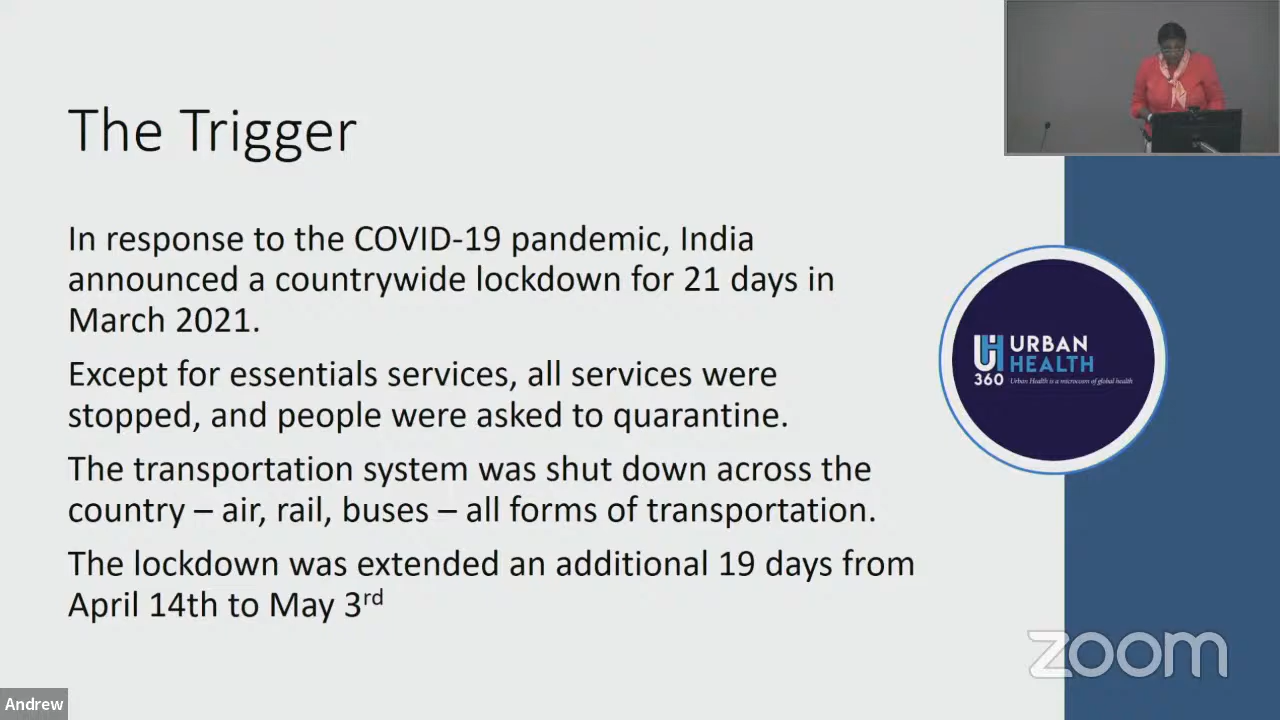 The Trigger
In response to the COVID-19 pandemic, India
announced a countrywide lockdown for 21 days in
March 2021.
Except for essentials services, all services were
stopped, and people were asked to quarantine.
The transportation system was shut down across the
country – air, rail, buses – all forms of transportation.
The lockdown was extended an additional 19 days from
April 14th to May 3rd
UH URBAN
HEALTH
360 Urban Health is a microcosm of global health
zoom
Andrew